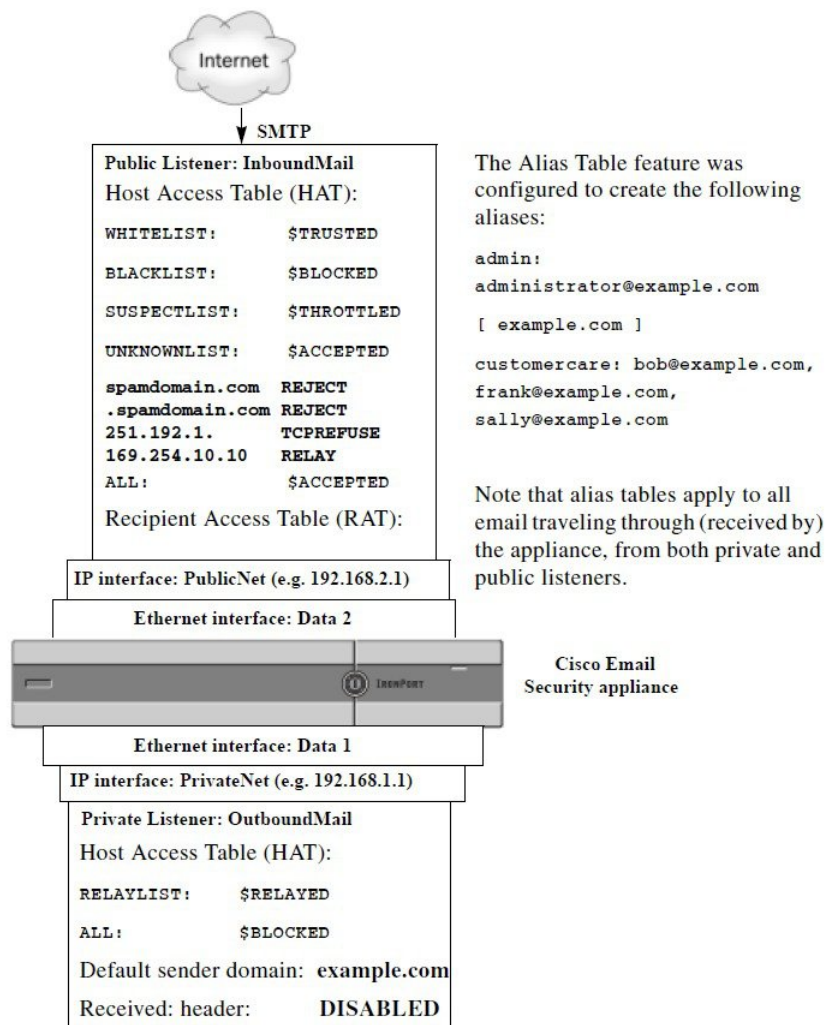 Internet
SMTP
Public Listener: InboundMail
Host Access Table (HAT):
WHITELIST: $TRUSTED
BLACKLIST: $BLOCKED
SUSPECTLIST: $THROTTLED
UNKNOWNLIST: $ACCEPTED
spamdomain.com REJECT
.spamdomain.com REJECT
251.192.1. TCPREFUSE
169.254.10.10 RELAY
ALL: $ACCEPTED
Recipient Access Table (RAT):
IP interface: PublicNet (e.g. 192.168.2.1)
Ethernet interface: Data 2
The Alias Table feature was
configured to create the following
aliases:
admin:
administrator@example.com
[ example.com ]
customercare: bob@example.com,
frank@example.com,
sally@example.com
Note that alias tables apply to all
email traveling through (received by)
the appliance, from both private and
public listeners.
IRONPORT
Cisco Email
Security appliance
Ethernet interface: Data 1
IP interface: PrivateNet (e.g. 192.168.1.1)
Private Listener: OutboundMail
Host Access Table (HAT):
RELAYLIST: $RELAYED
ALL: $BLOCKED
Default sender domain: example.com
Received: header: DISABLED